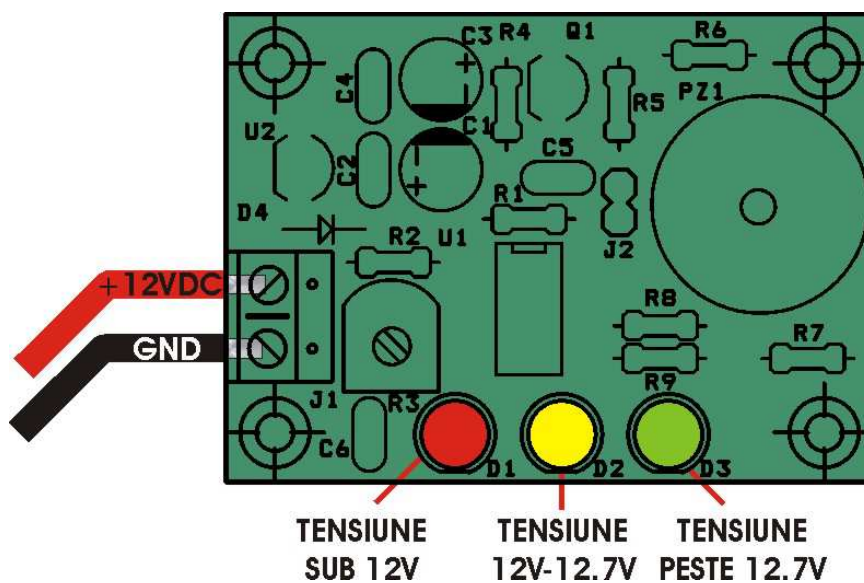 C3
R4
Q1
R6
C4
PZ1
R5
C1
U2
C2
C5
D4
R1
R2
U1
J2
+12VDC
R8
GND
R7
R9
J1
R3
C6
D1
D2
D3
TENSIUNE
SUB 12V
TENSIUNE
12V-12.7V
TENSIUNE
PESTE 12.7V